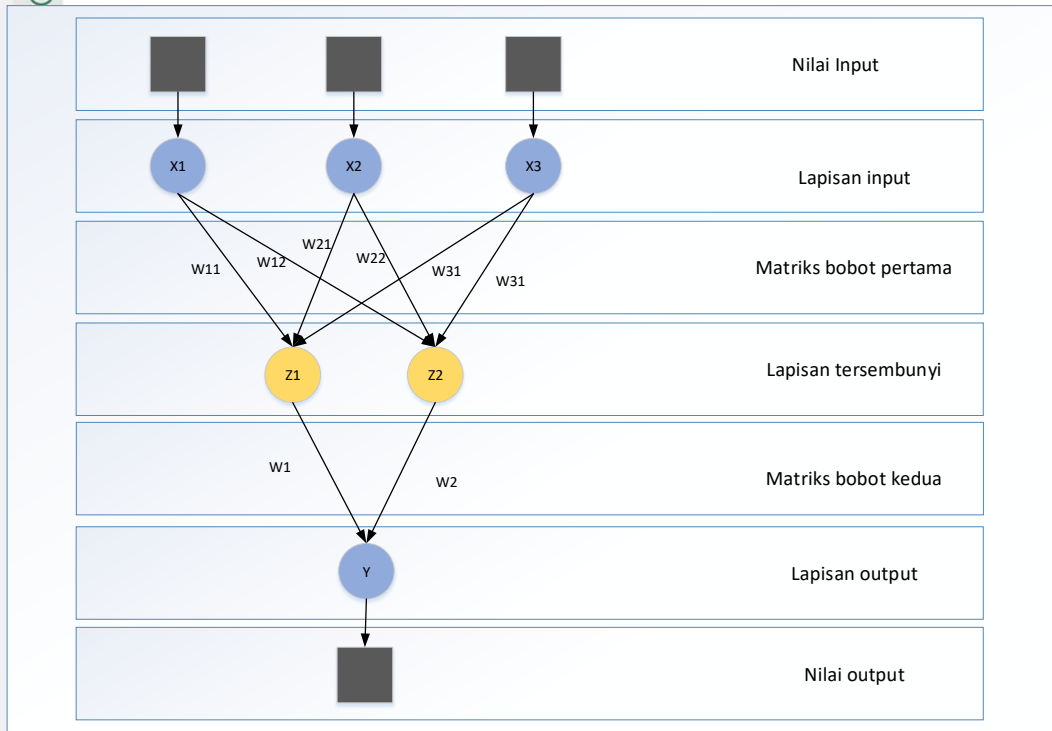 Nilai Input
X1
X2
X3
Lapisan input
W11
W12
W21
W22
W31
W31
Matriks bobot pertama
Z1
Z2
Lapisan tersembunyi
W1
W2
Matriks bobot kedua
Y
Lapisan output
Nilai output